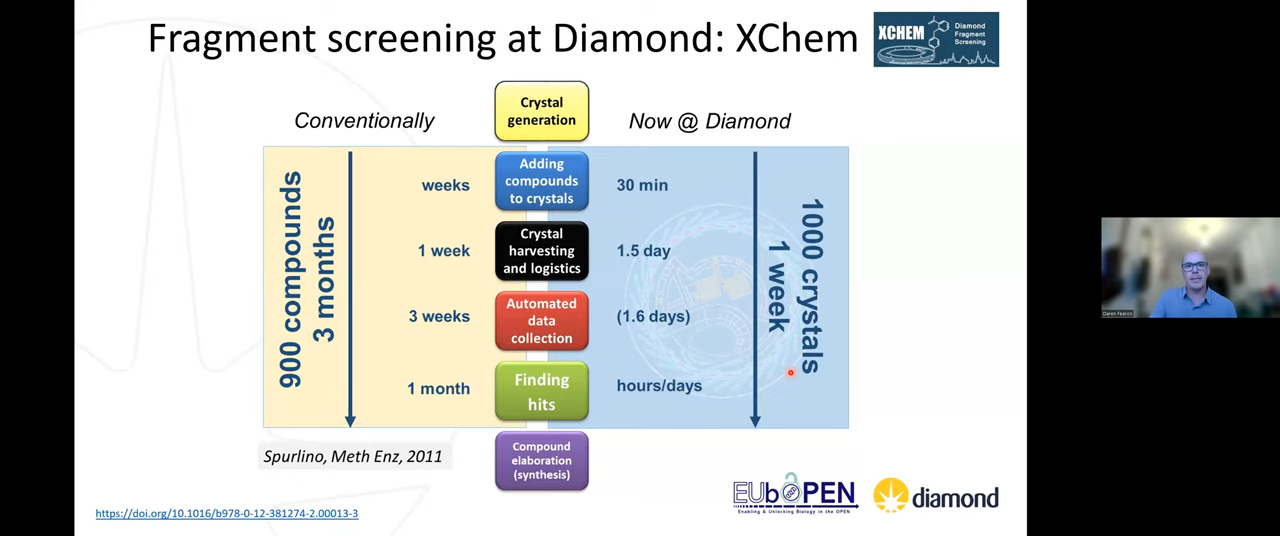 Fragment screening at Diamond: XChem
XCHEM
Diamond
Fragment
Screening
Conventionally
Crystal
generation
Now @ Diamond
900 compounds
3 months
weeks
Adding
compounds
to crystals
30 min
1 week
Crystal
harvesting
and logistics
1.5 day
3 weeks
Automated
data
collection
(1.6 days)
1 month
Finding
hits
hours/days
1000 crystals
1 week
Spurlino, Meth Enz, 2011
Compound
elaboration
(synthesis)
EUbOPEN
Enabling & Unlocking Biology in the OPEN
diamond
https://doi.org/10.1016/b978-0-12-381274-2.00013-3
Daren Fearon